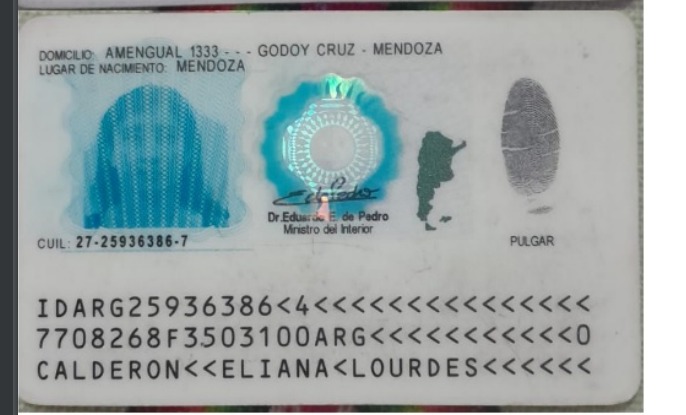 DOMICILIO: AMENGUAL 1333 - - - GODOY CRUZ - MENDOZA
LUGAR DE NACIMIENTO: MENDOZA
Dr. Eduardo E. de Pedro
Ministro del Interior
CUIL: 27-25936386-7
PULGAR
IDARG25936386<4<<<<<<<<<<<<<<<
7708268F3503100ARG<<<<<<<<<<<0
CALDERON<<ELIANA<LOURDES<<<<<<